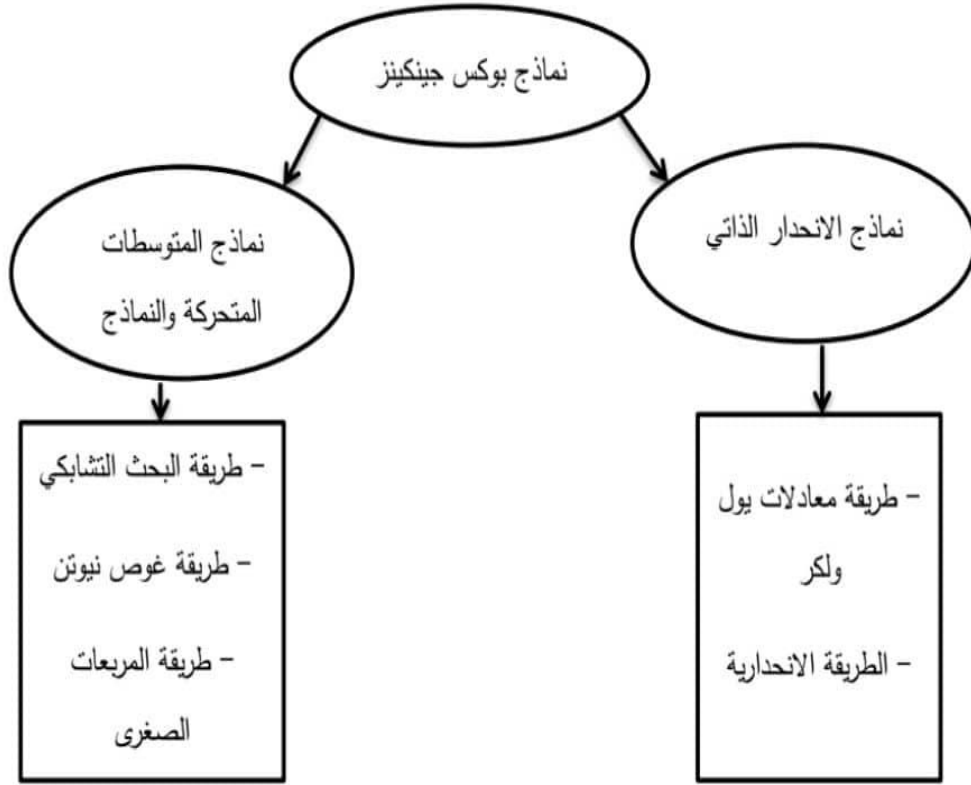 نماذج بوكس جينكينز
نماذج الانحدار الذاتي
نماذج المتوسطات
المتحركة والنماذج
- طريقة معادلات يول
ولكر
- الطريقة الانحدارية
- طريقة البحث التشابكي
- طريقة غوص نيوتن
- طريقة المربعات
الصغرى